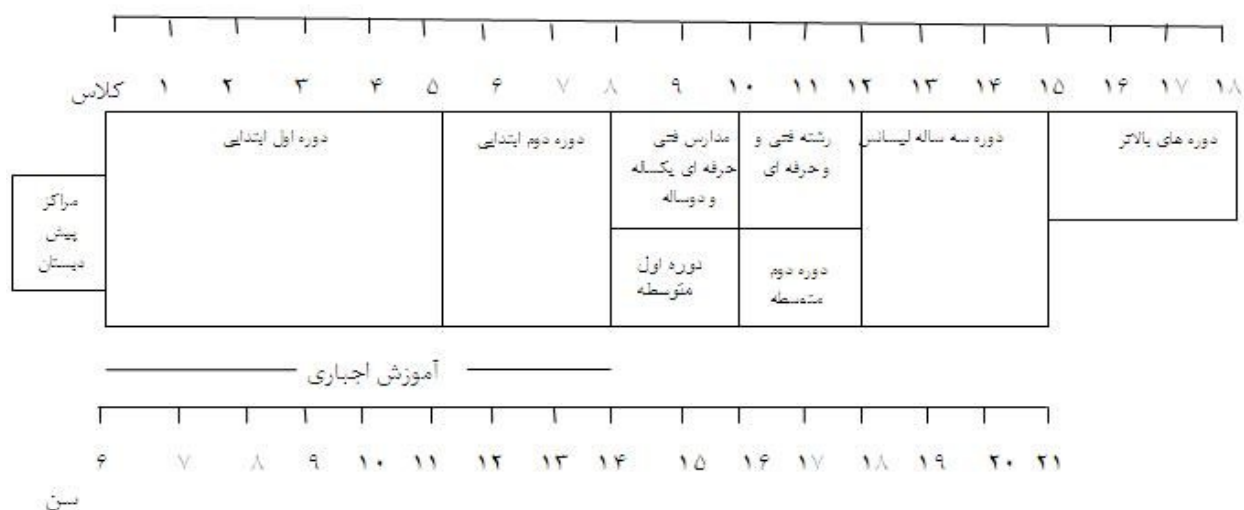 کلاس ۱ ۲ ۳ ۴ ۵ ۶ ۷ ۸ ۹ ۱۰ ۱۱ ۱۲ ۱۳ ۱۴ ۱۵ ۱۶ ۱۷ ۱۸
مراکز
پیش
دبستان
دوره اول ابتدایی
دوره دوم ابتدایی
مدارس فتی
حرفه ای یکساله
و دوساله
رشته فتی و
و حرفه ای
دوره سه ساله لیسانس
دوره های بالاتر
دوره اول
متوسطه
دوره دوم
متوسطه
آموزش اجباری
۶ ۷ ۸ ۹ ۱۰ ۱۱ ۱۲ ۱۳ ۱۴ ۱۵ ۱۶ ۱۷ ۱۸ ۱۹ ۲۰ ۲۱
سن